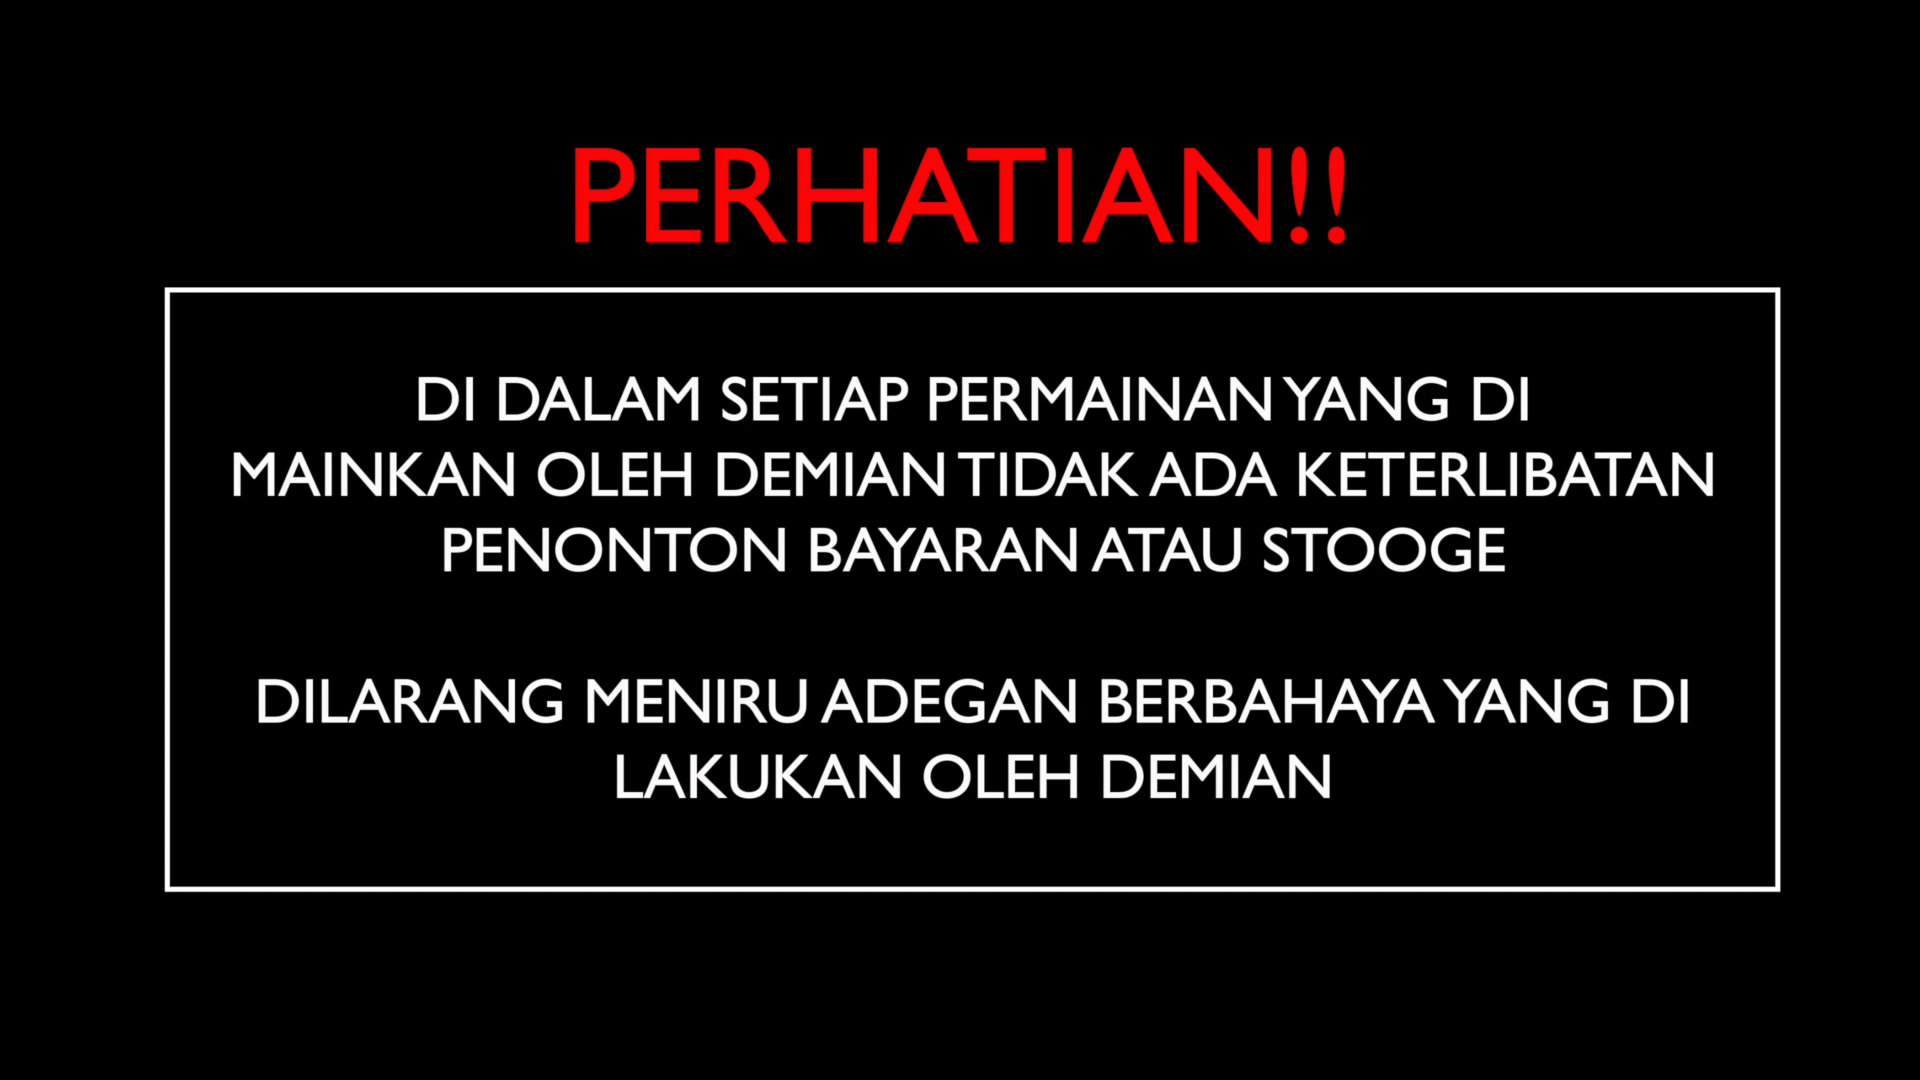 PERHATIAN!!
DI DALAM SETIAP PERMAINAN YANG DI
MAINKAN OLEH DEMIAN TIDAK ADA KETERLIBATAN
PENONTON BAYARAN ATAU STOOGE
DILARANG MENIRU ADEGAN BERBAHAYA YANG DI
LAKUKAN OLEH DEMIAN